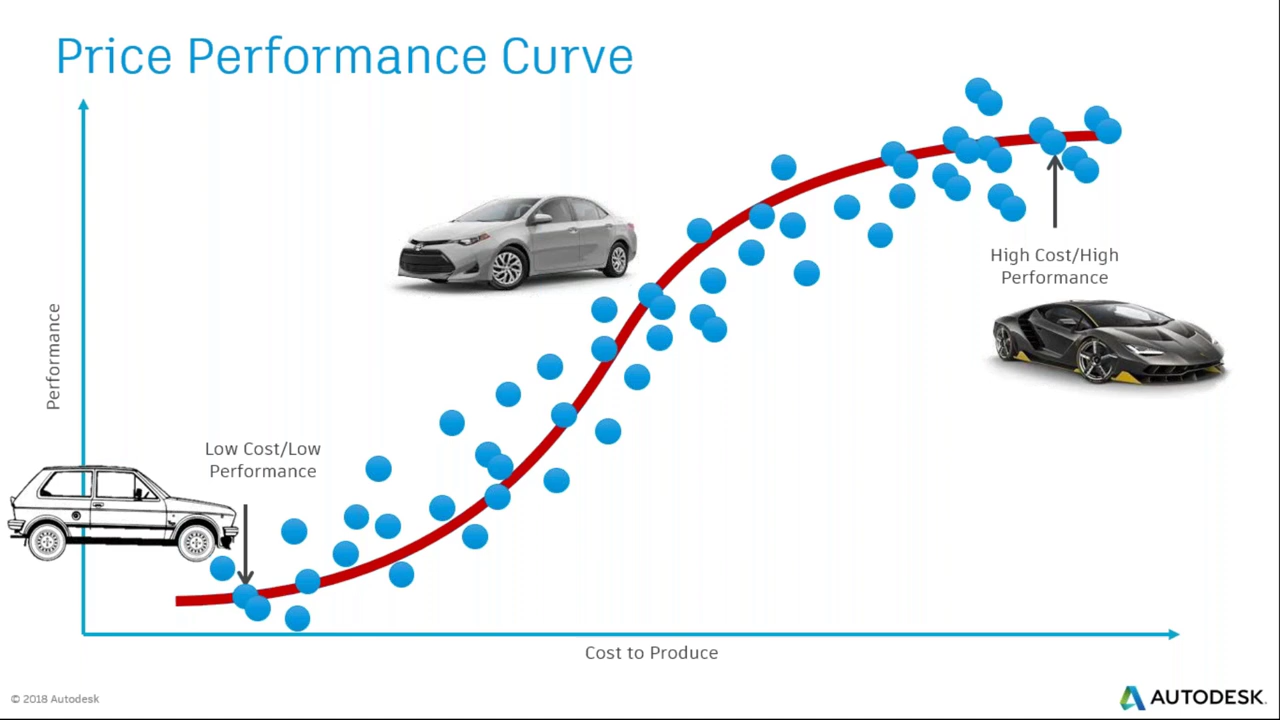 Price Performance Curve
Performance
Low Cost/Low
Performance
High Cost/High
Performance
Cost to Produce
© 2018 Autodesk
AUTODESK.